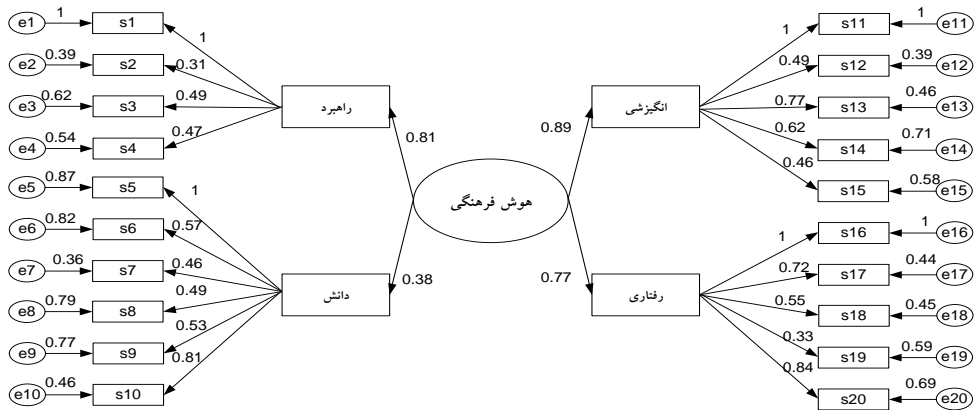 e1 1 s1 1
e2 0.39 s2 0.31
e3 0.62 s3 0.49
e4 0.54 s4 0.47
راهبرد
0.81
e5 0.87 s5 1
e6 0.82 s6 0.57
e7 0.36 s7 0.46
e8 0.79 s8 0.49
e9 0.77 s9 0.53
e10 0.46 s10 0.81
دانش
0.38
هوش فرهنگی
0.89
انگیزشی
1 s11 1 e11
0.49 s12 0.39 e12
0.77 s13 0.46 e13
0.62 s14 0.71 e14
0.46 s15 0.58 e15
0.77
رفتاری
1 s16 1 e16
0.72 s17 0.44 e17
0.55 s18 0.45 e18
0.33 s19 0.59 e19
0.84 s20 0.69 e20